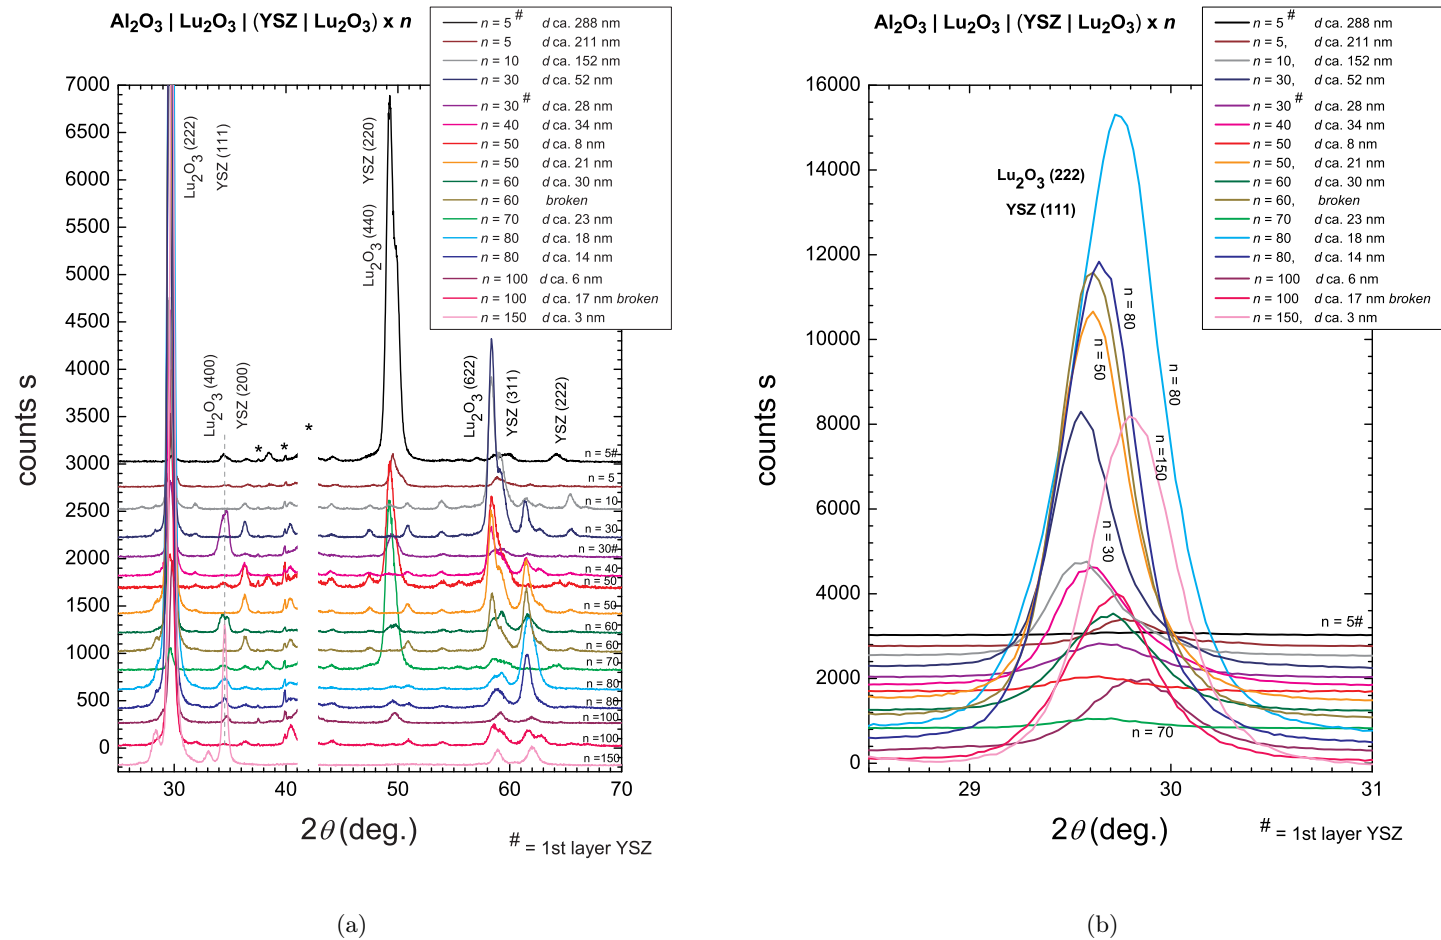 Al2O3 | Lu2O3 | (YSZ | Lu2O3) x n
n = 5 # d ca. 288 nm
n = 5 d ca. 211 nm
n = 10 d ca. 152 nm
n = 30 d ca. 52 nm
n = 30 # d ca. 28 nm
n = 40 d ca. 34 nm
n = 50 d ca. 8 nm
n = 50 d ca. 21 nm
n = 60 d ca. 30 nm
n = 60 broken
n = 70 d ca. 23 nm
n = 80 d ca. 18 nm
n = 80 d ca. 14 nm
n = 100 d ca. 6 nm
n = 100 d ca. 17 nm broken
n = 150 d ca. 3 nm
7000
6500
6000
5500
5000
4500
4000
3500
3000
2500
2000
1500
1000
500
0
counts s
Lu2O3 (222)
YSZ (111)
Lu2O3 (400)
YSZ (200)
* * *
YSZ (220)
Lu2O3 (440)
Lu2O3 (622)
YSZ (311)
YSZ (222)
n = 5#
n = 5
n = 10
n = 30
n = 30#
n = 40
n = 50
n = 50
n = 60
n = 60
n = 70
n = 80
n = 80
n =100
n =100
n =150
30 40 50 60 70
2θ (deg.)
# = 1st layer YSZ
(a)
Al2O3 | Lu2O3 | (YSZ | Lu2O3) x n
n = 5 # d ca. 288 nm
n = 5, d ca. 211 nm
n = 10, d ca. 152 nm
n = 30, d ca. 52 nm
n = 30 # d ca. 28 nm
n = 40 d ca. 34 nm
n = 50 d ca. 8 nm
n = 50, d ca. 21 nm
n = 60 d ca. 30 nm
n = 60, broken
n = 70 d ca. 23 nm
n = 80 d ca. 18 nm
n = 80, d ca. 14 nm
n = 100 d ca. 6 nm
n = 100 d ca. 17 nm broken
n = 150, d ca. 3 nm
16000
14000
12000
10000
8000
6000
4000
2000
0
counts s
Lu2O3 (222)
YSZ (111)
n = 80
n = 50
n = 80
n =150
n = 30
n = 5#
n = 70
29 30 31
2θ (deg.)
# = 1st layer YSZ
(b)